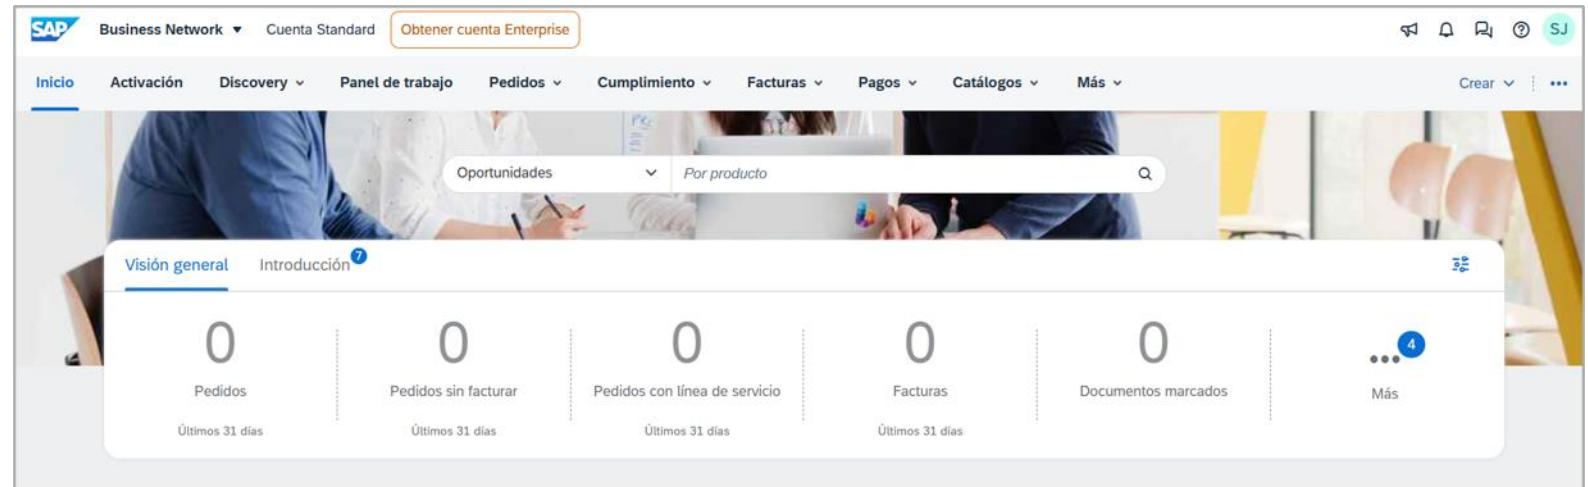 SAP Business Network Cuenta Standard Obtener cuenta Enterprise SJ
Inicio Activación Discovery Panel de trabajo Pedidos Cumplimiento Facturas Pagos Catálogos Más Crear
Oportunidades Por producto
Visión general Introducción 7
0 0 0 0 0 4
Pedidos Pedidos sin facturar Pedidos con línea de servicio Facturas Documentos marcados Más
Últimos 31 días Últimos 31 días Últimos 31 días Últimos 31 días